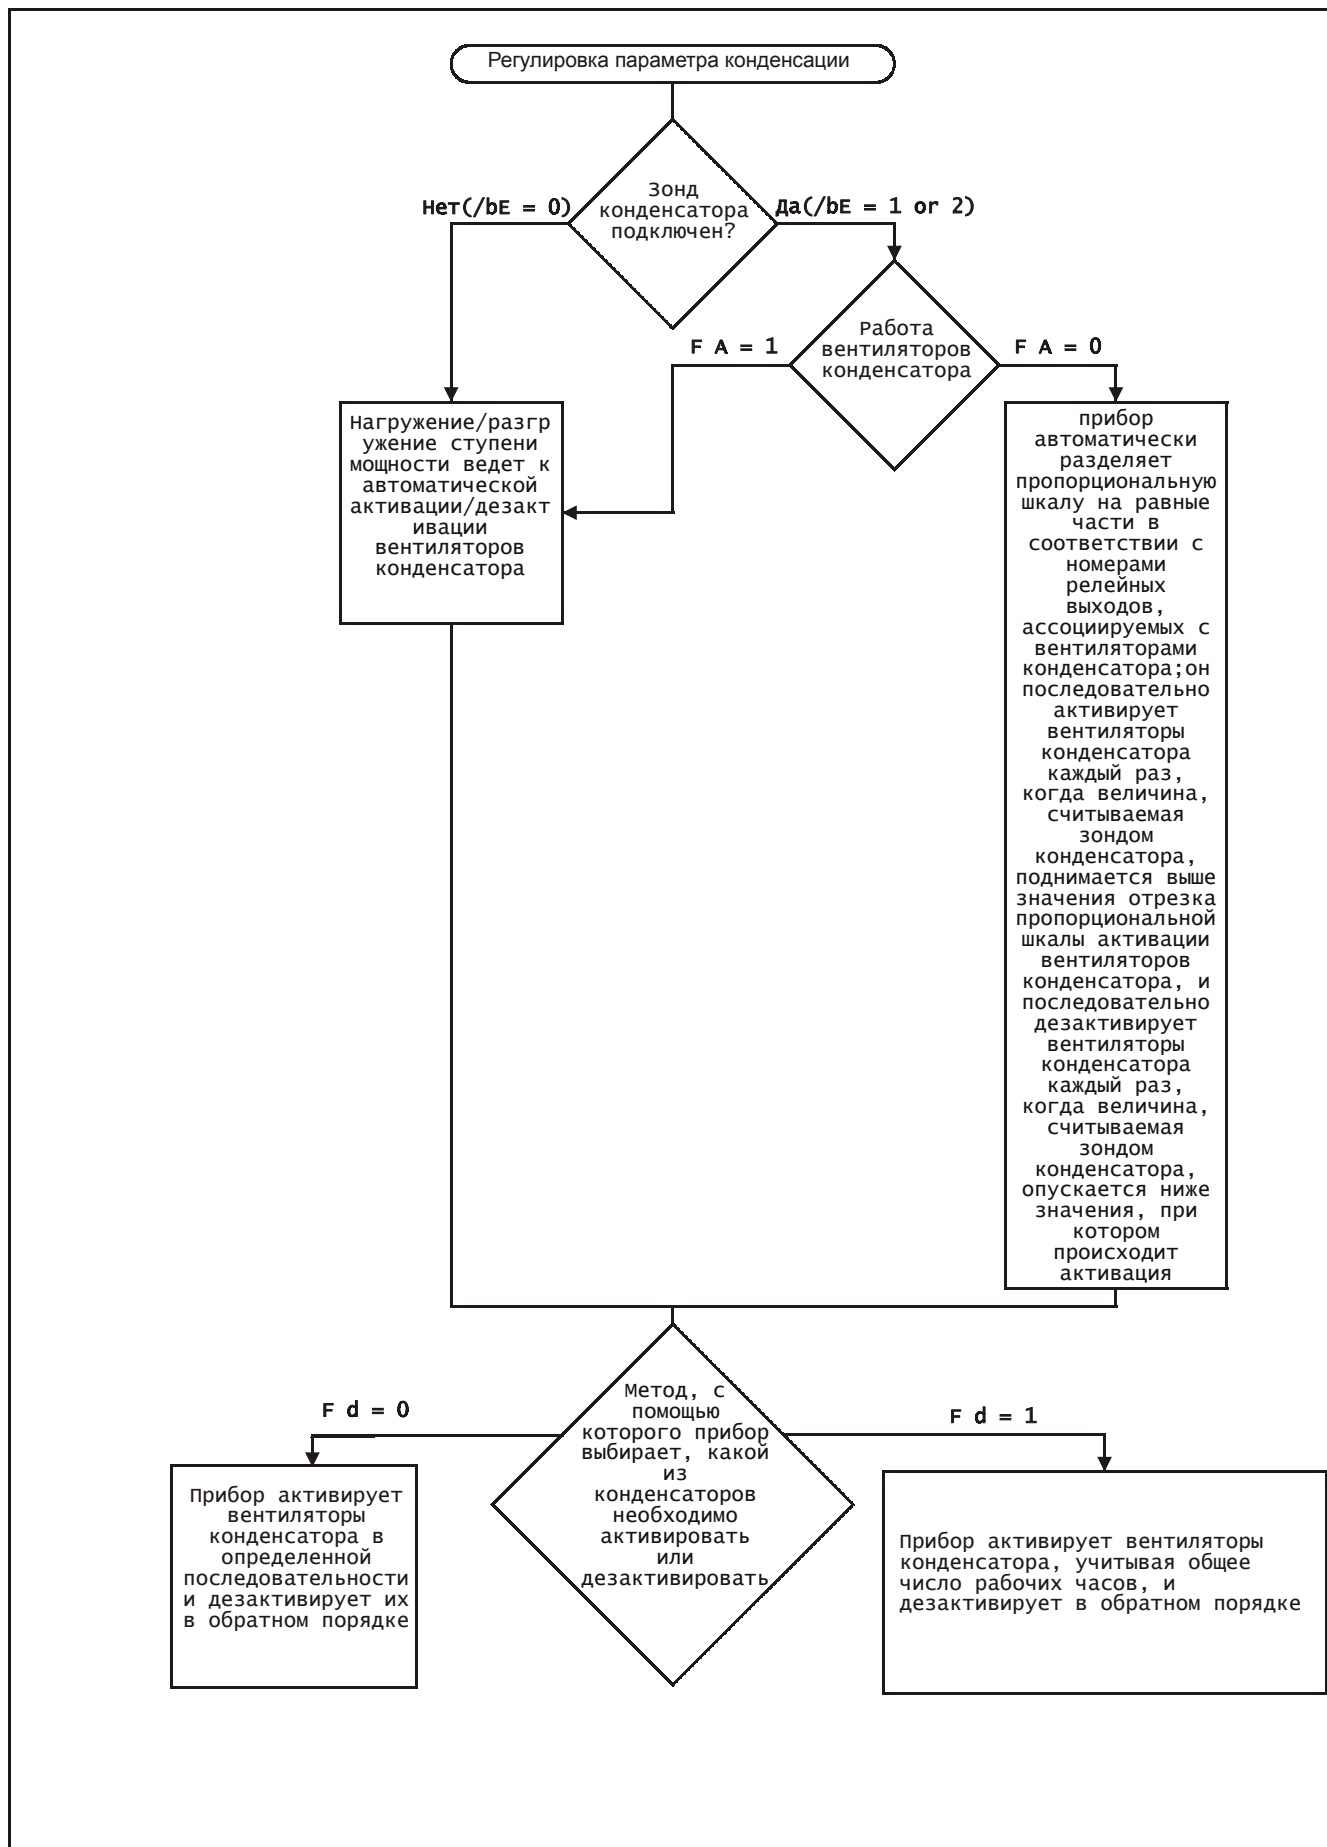 Регулировка параметра конденсации
Зонд
конденсатора
подключен?
Нет(/bE = 0)
Да(/bE = 1 or 2)
Работа
вентиляторов
конденсатора
F A = 1
F A = 0
Нагружение/разгр
ужение ступени
мощности ведет к
автоматической
активации/дезакт
ивации
вентиляторов
конденсатора
прибор
автоматически
разделяет
пропорциональную
шкалу на равные
части в
соответствии с
номерами
релейных
выходов,
ассоциируемых с
вентиляторами
конденсатора;он
последовательно
активирует
вентиляторы
конденсатора
каждый раз,
когда величина,
считываемая
зондом
конденсатора,
поднимается выше
значения отрезка
пропорциональной
шкалы активации
вентиляторов
конденсатора, и
последовательно
дезактивирует
вентиляторы
конденсатора
каждый раз,
когда величина,
считываемая
зондом
конденсатора,
опускается ниже
значения, при
котором
происходит
активация
Метод, с
помощью
которого прибор
выбирает, какой
из
конденсаторов
необходимо
активировать
или
дезактивировать
F d = 0
F d = 1
Прибор активирует
вентиляторы
конденсатора в
определенной
последовательности
и дезактивирует их
в обратном порядке
Прибор активирует вентиляторы
конденсатора, учитывая общее
число рабочих часов, и
дезактивирует в обратном порядке